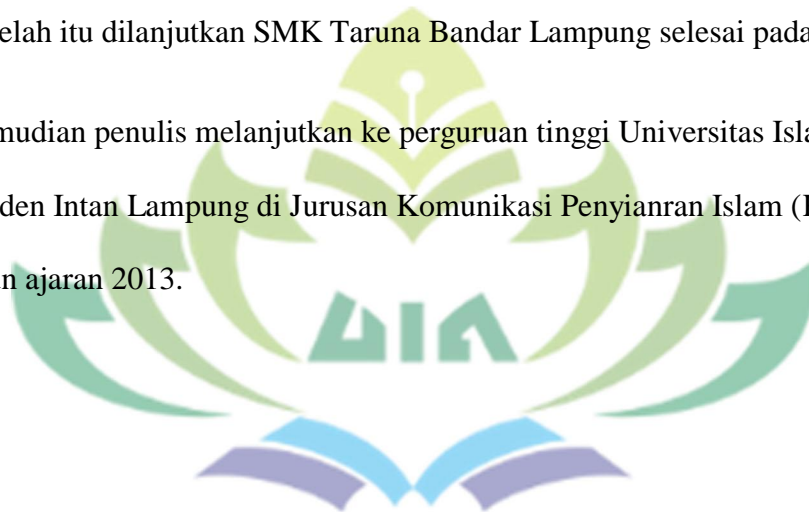 elah itu dilanjutkan SMK Taruna Bandar Lampung selesai pada
mudian penulis melanjutkan ke perguruan tinggi Universitas Isla
den Intan Lampung di Jurusan Komunikasi Penyianran Islam (
n ajaran 2013.
UIN